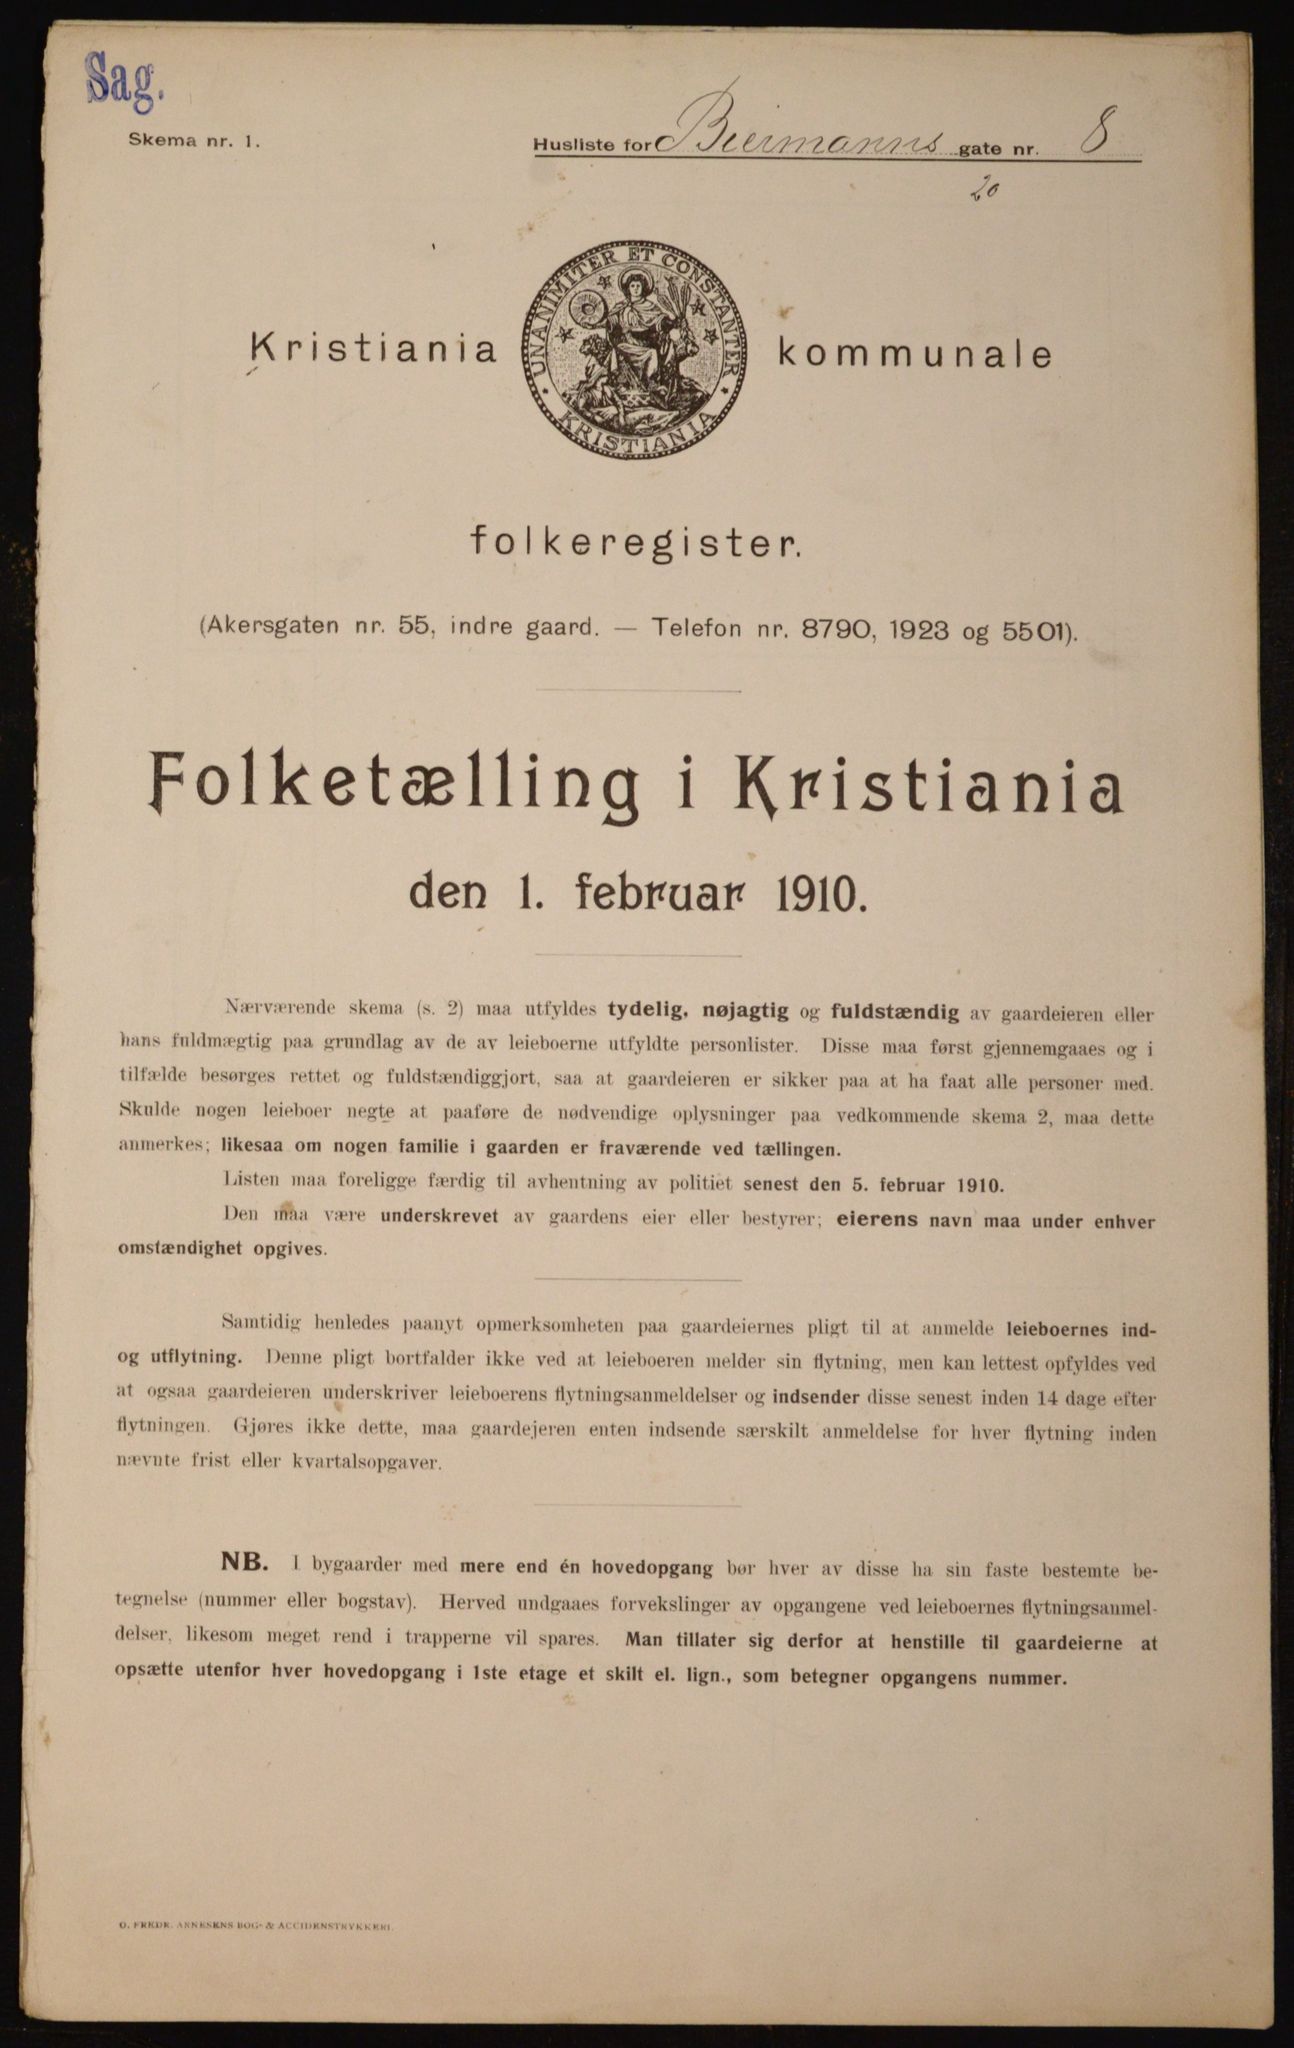 Sag.
Skema nr. 1.
Husliste for Biermanns gate nr. 8
20
UNANIMITER ET CONSTANTER
KRISTIANIA
Kristiania kommunale
folkeregister.
(Akersgaten nr. 55, indre gaard. — Telefon nr. 8790, 1923 og 5501).
Folketælling i Kristiania
den 1. februar 1910.
Nærværende skema (s. 2) maa utfyldes tydelig, nøjagtig og fuldstændig av gaardeieren eller
hans fuldmægtig paa grundlag av de av leieboerne utfyldte personlister. Disse maa først gjennemgaaes og i
tilfælde besørges rettet og fuldstændiggjort, saa at gaardeieren er sikker paa at ha faat alle personer med.
Skulde nogen leieboer negte at paaføre de nødvendige oplysninger paa vedkommende skema 2, maa dette
anmerkes; likesaa om nogen familie i gaarden er fraværende ved tællingen.
Listen maa foreligge færdig til avhentning av politiet senest den 5. februar 1910.
Den maa være underskrevet av gaardens eier eller bestyrer; eierens navn maa under enhver
omstændighet opgives.
Samtidig henledes paanyt opmerksomheten paa gaardeiernes pligt til at anmelde leieboernes ind-
og utflytning. Denne pligt bortfalder ikke ved at leieboeren melder sin flytning, men kan lettest opfyldes ved
at ogsaa gaardeieren underskriver leieboerens flytningsanmeldelser og indsender disse senest inden 14 dage efter
flytningen. Gjøres ikke dette, maa gaardejeren enten indsende særskilt anmeldelse for hver flytning inden
nævnte frist eller kvartalsopgaver.
NB. I bygaarder med mere end én hovedopgang bør hver av disse ha sin faste bestemte be-
tegnelse (nummer eller bogstav). Herved undgaaes forvekslinger av opgangene ved leieboernes flytningsanmel-
delser, likesom meget rend i trapperne vil spares. Man tillater sig derfor at henstille til gaardeierne at
opsætte utenfor hver hovedopgang i 1ste etage et skilt el. lign., som betegner opgangens nummer.
O. FREDR. ARNESENS BOG- & ACCIDENSTRYKKERI.